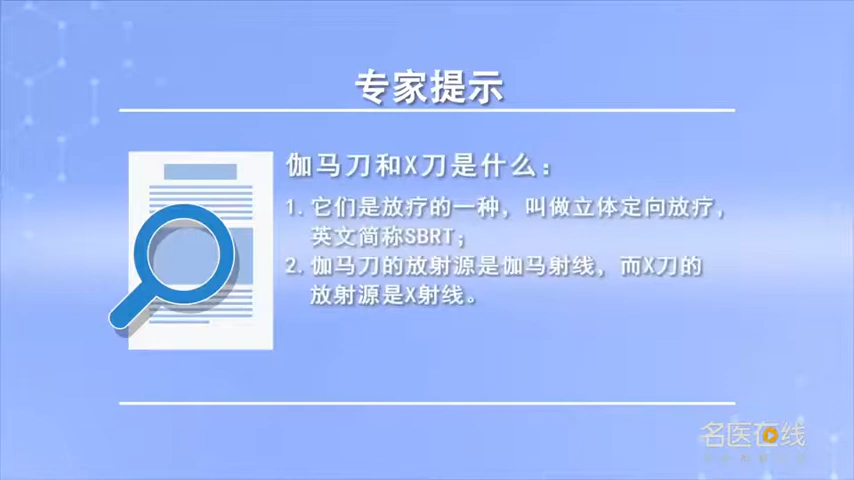 专家提示
伽马刀和X刀是什么：
1. 它们是放疗的一种，叫做立体定向放疗，
英文简称SBRT；
2. 伽马刀的放射源是伽马射线，而X刀的
放射源是X射线。
名医在线